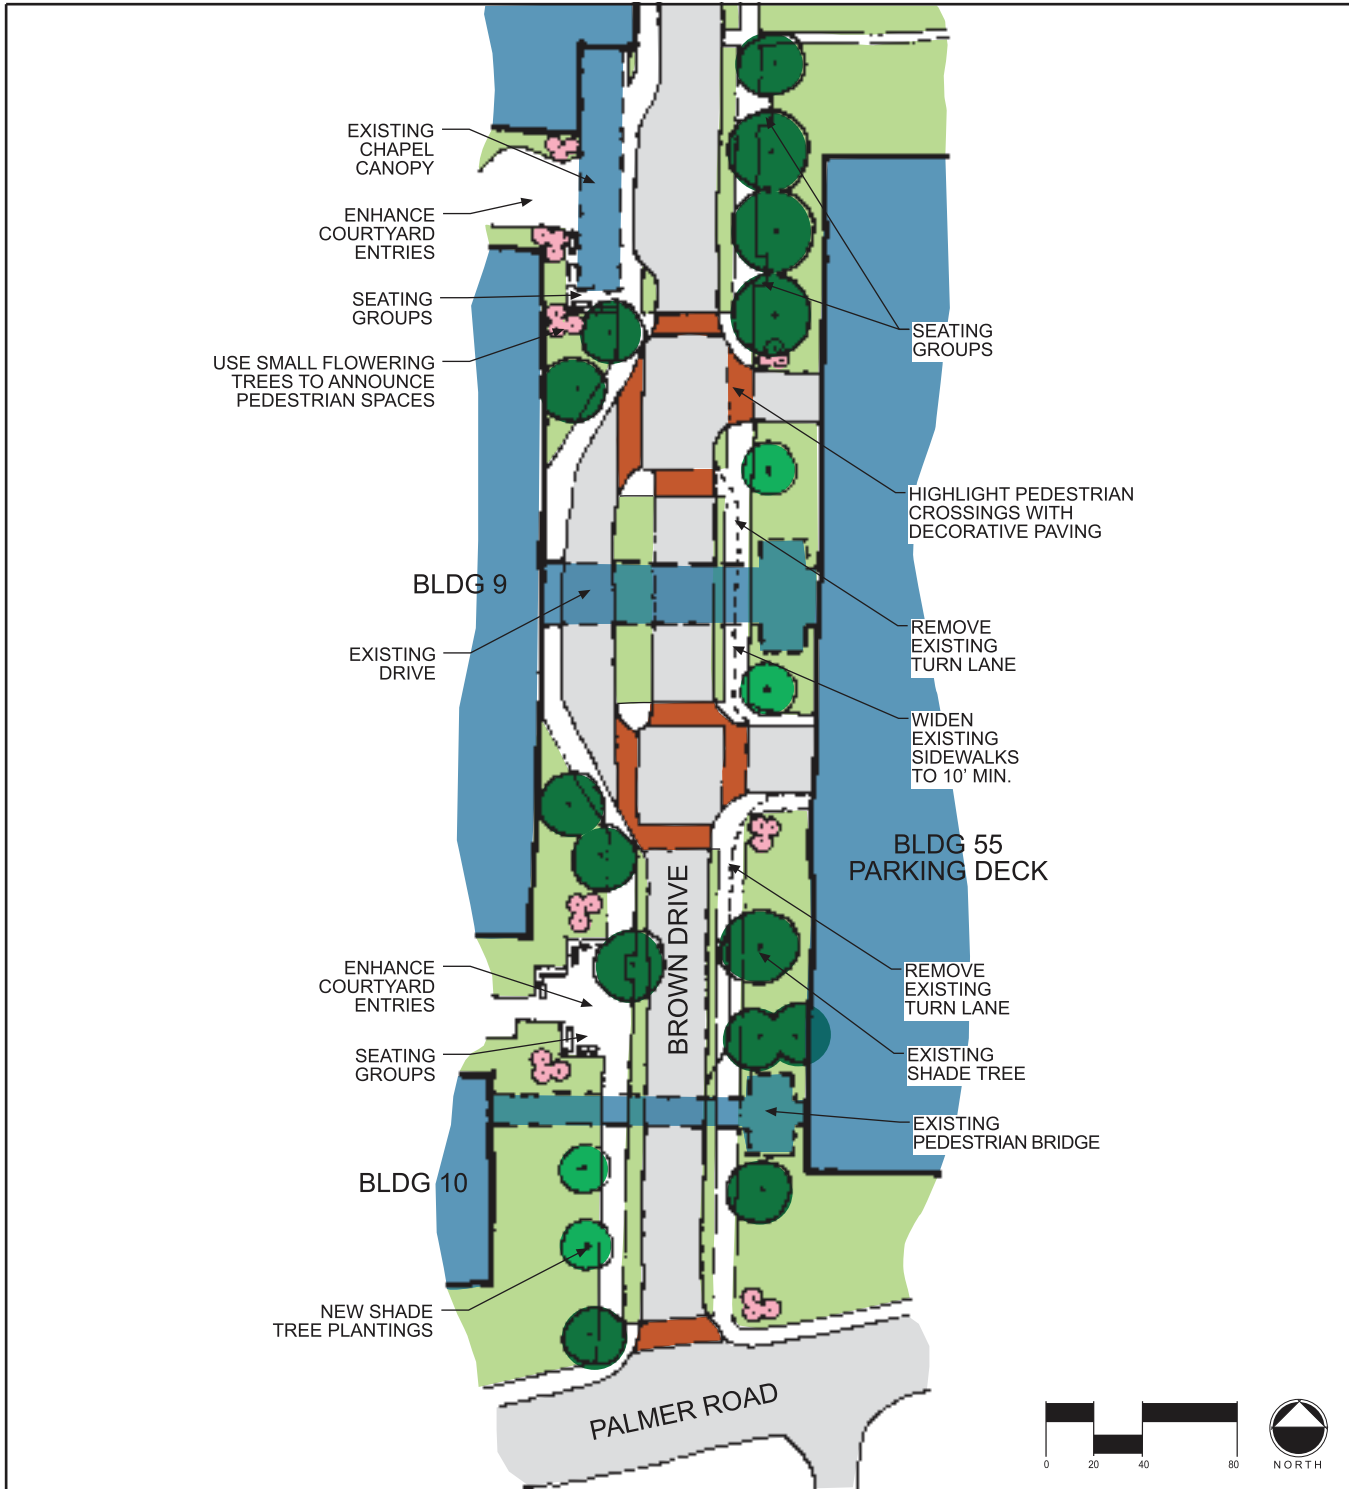 EXISTING
CHAPEL
CANOPY
ENHANCE
COURTYARD
ENTRIES
SEATING
GROUPS
USE SMALL FLOWERING
TREES TO ANNOUNCE
PEDESTRIAN SPACES
SEATING
GROUPS
HIGHLIGHT PEDESTRIAN
CROSSINGS WITH
DECORATIVE PAVING
BLDG 9
EXISTING
DRIVE
REMOVE
EXISTING
TURN LANE
WIDEN
EXISTING
SIDEWALKS
TO 10' MIN.
BLDG 55
PARKING DECK
BROWN DRIVE
ENHANCE
COURTYARD
ENTRIES
SEATING
GROUPS
REMOVE
EXISTING
TURN LANE
EXISTING
SHADE TREE
EXISTING
PEDESTRIAN BRIDGE
BLDG 10
NEW SHADE
TREE PLANTINGS
PALMER ROAD
0 20 40 80
NORTH